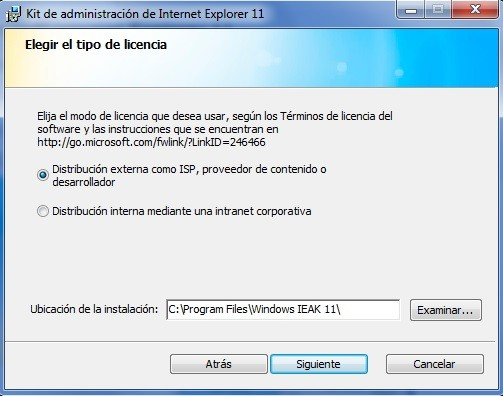 Kit de administración de Internet Explorer 11
Elegir el tipo de licencia
Elija el modo de licencia que desea usar, según los Términos de licencia del
software y las instrucciones que se encuentran en
http://go.microsoft.com/fwlink/?LinkID=246466
Distribución externa como ISP, proveedor de contenido o
desarrollador
Distribución interna mediante una intranet corporativa
Ubicación de la instalación: C:\Program Files\Windows IEAK 11\ Examinar...
Atrás Siguiente Cancelar